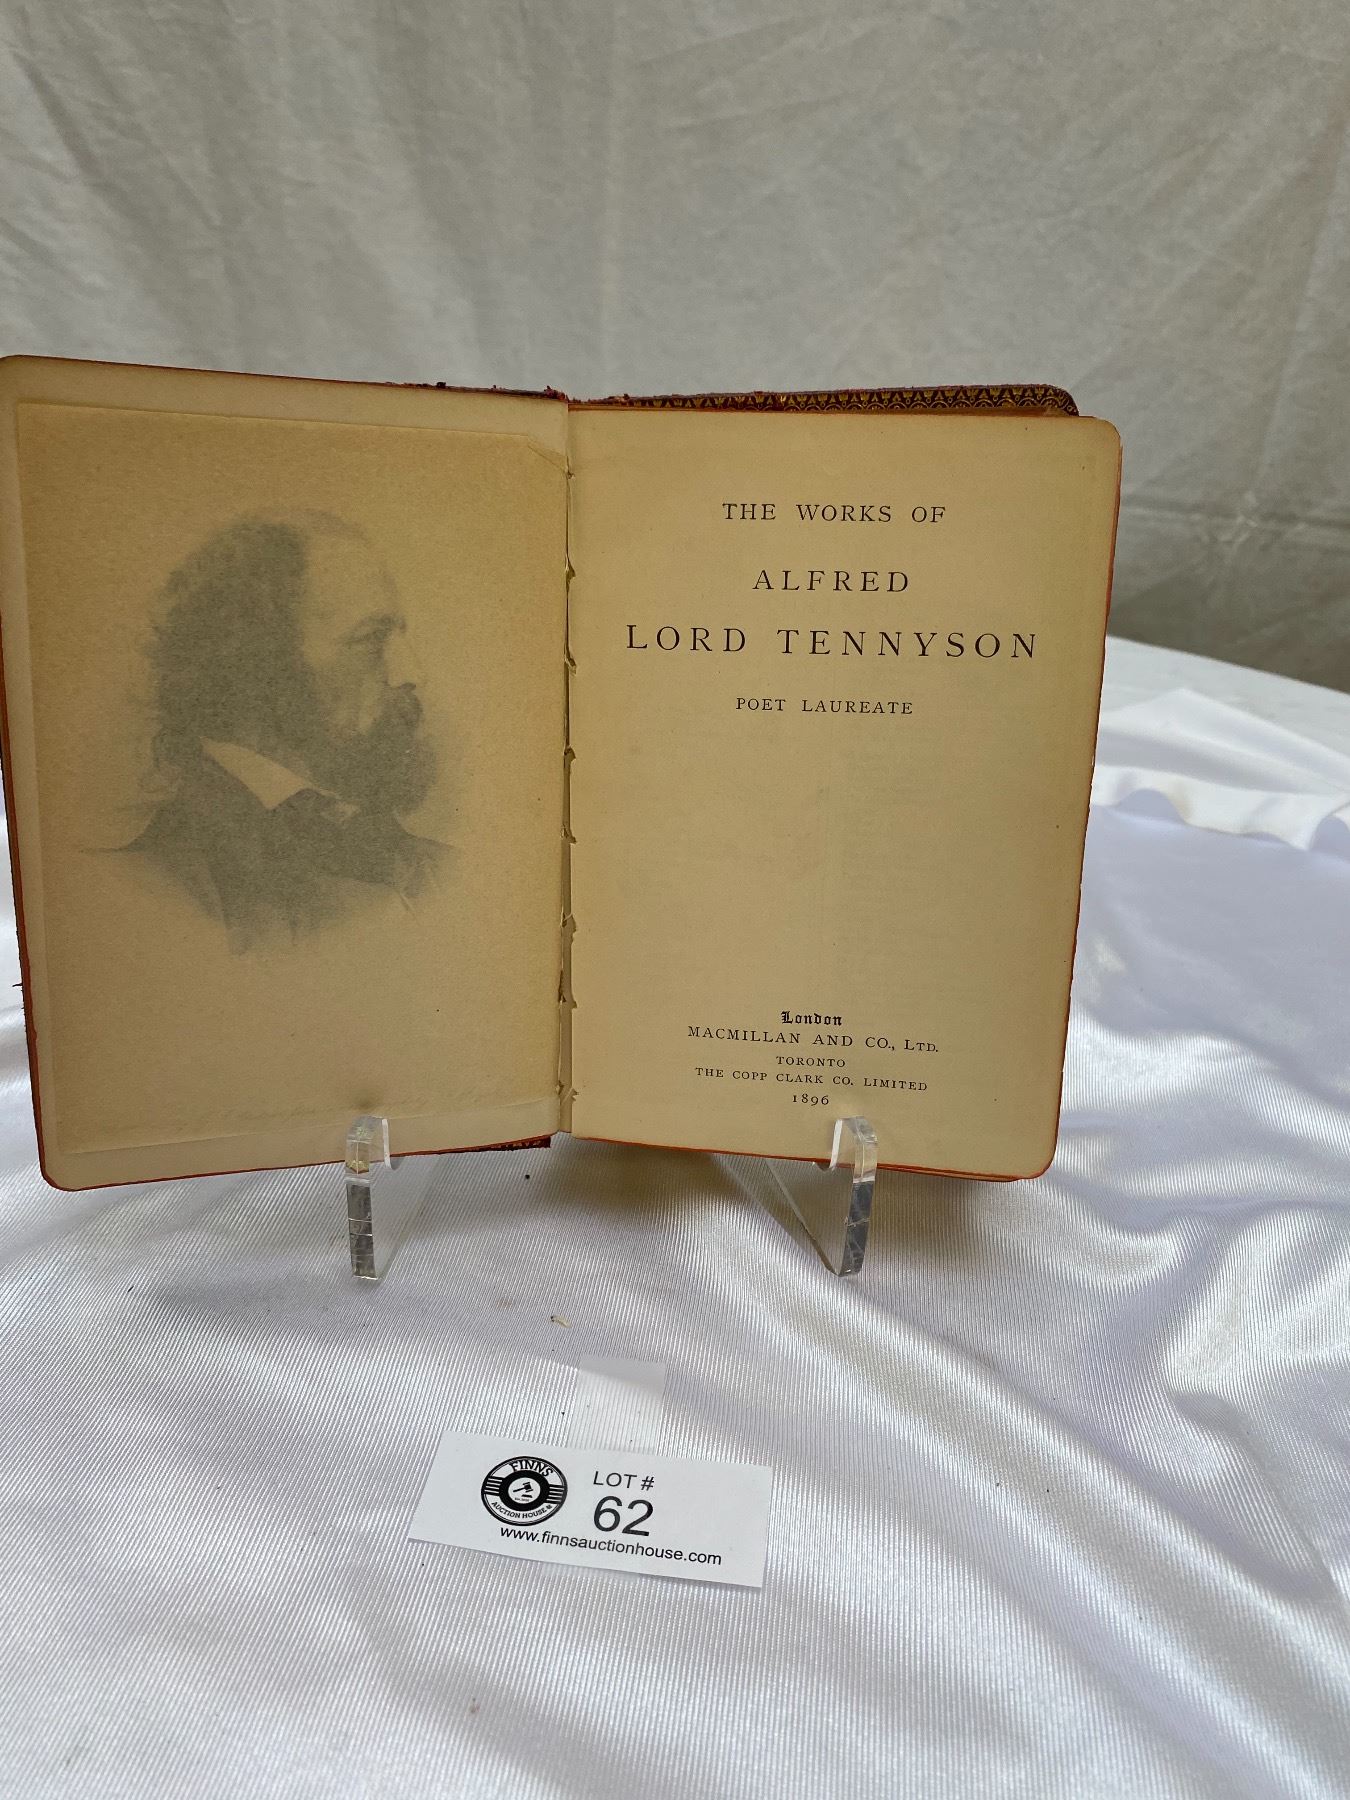 THE WORKS OF
ALFRED
LORD TENNYSON
POET LAUREATE
London
MACMILLAN AND CO., LTD.
TORONTO
THE COPP CLARK CO. LIMITED
1896
FINNS
AUCTION HOUSE
LOT #
62
www.finnsauctionhouse.com